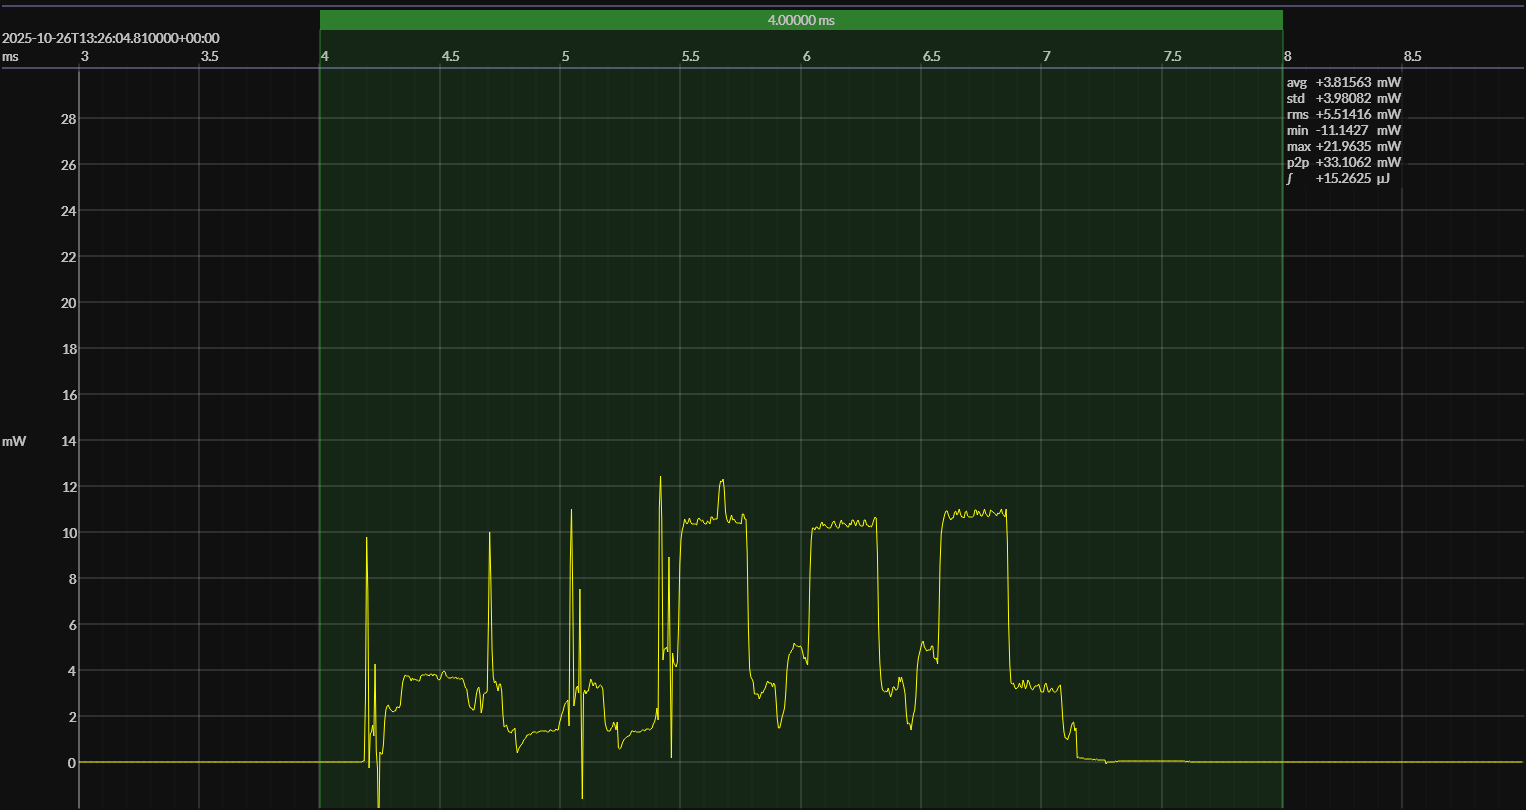 4.00000 ms
2025-10-26T13:26:04.810000+00:00
ms 3 3.5 4 4.5 5 5.5 6 6.5 7 7.5 8 8.5
avg +3.81563 mW
std +3.98082 mW
rms +5.51416 mW
min -11.1427 mW
max +21.9635 mW
p2p +33.1062 mW
∫ +15.2625 µJ
28
26
24
22
20
18
16
mW 14
12
10
8
6
4
2
0